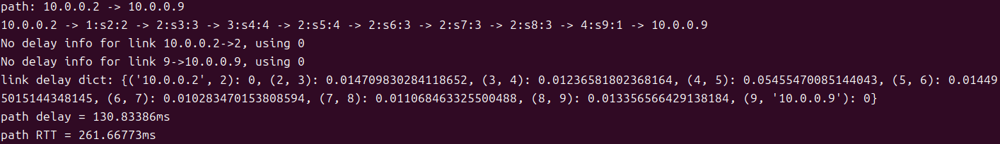 path: 10.0.0.2 -> 10.0.0.9
10.0.0.2 -> 1:s2:2 -> 2:s3:3 -> 3:s4:4 -> 2:s5:4 -> 2:s6:3 -> 2:s7:3 -> 2:s8:3 -> 4:s9:1 -> 10.0.0.9
No delay info for link 10.0.0.2->2, using 0
No delay info for link 9->10.0.0.9, using 0
link delay dict: {('10.0.0.2', 2): 0, (2, 3): 0.014709830284118652, (3, 4): 0.01236581802368164, (4, 5): 0.05455470085144043, (5, 6): 0.01449
5015144348145, (6, 7): 0.010283470153808594, (7, 8): 0.011068463325500488, (8, 9): 0.013356566429138184, (9, '10.0.0.9'): 0}
path delay = 130.83386ms
path RTT = 261.66773ms